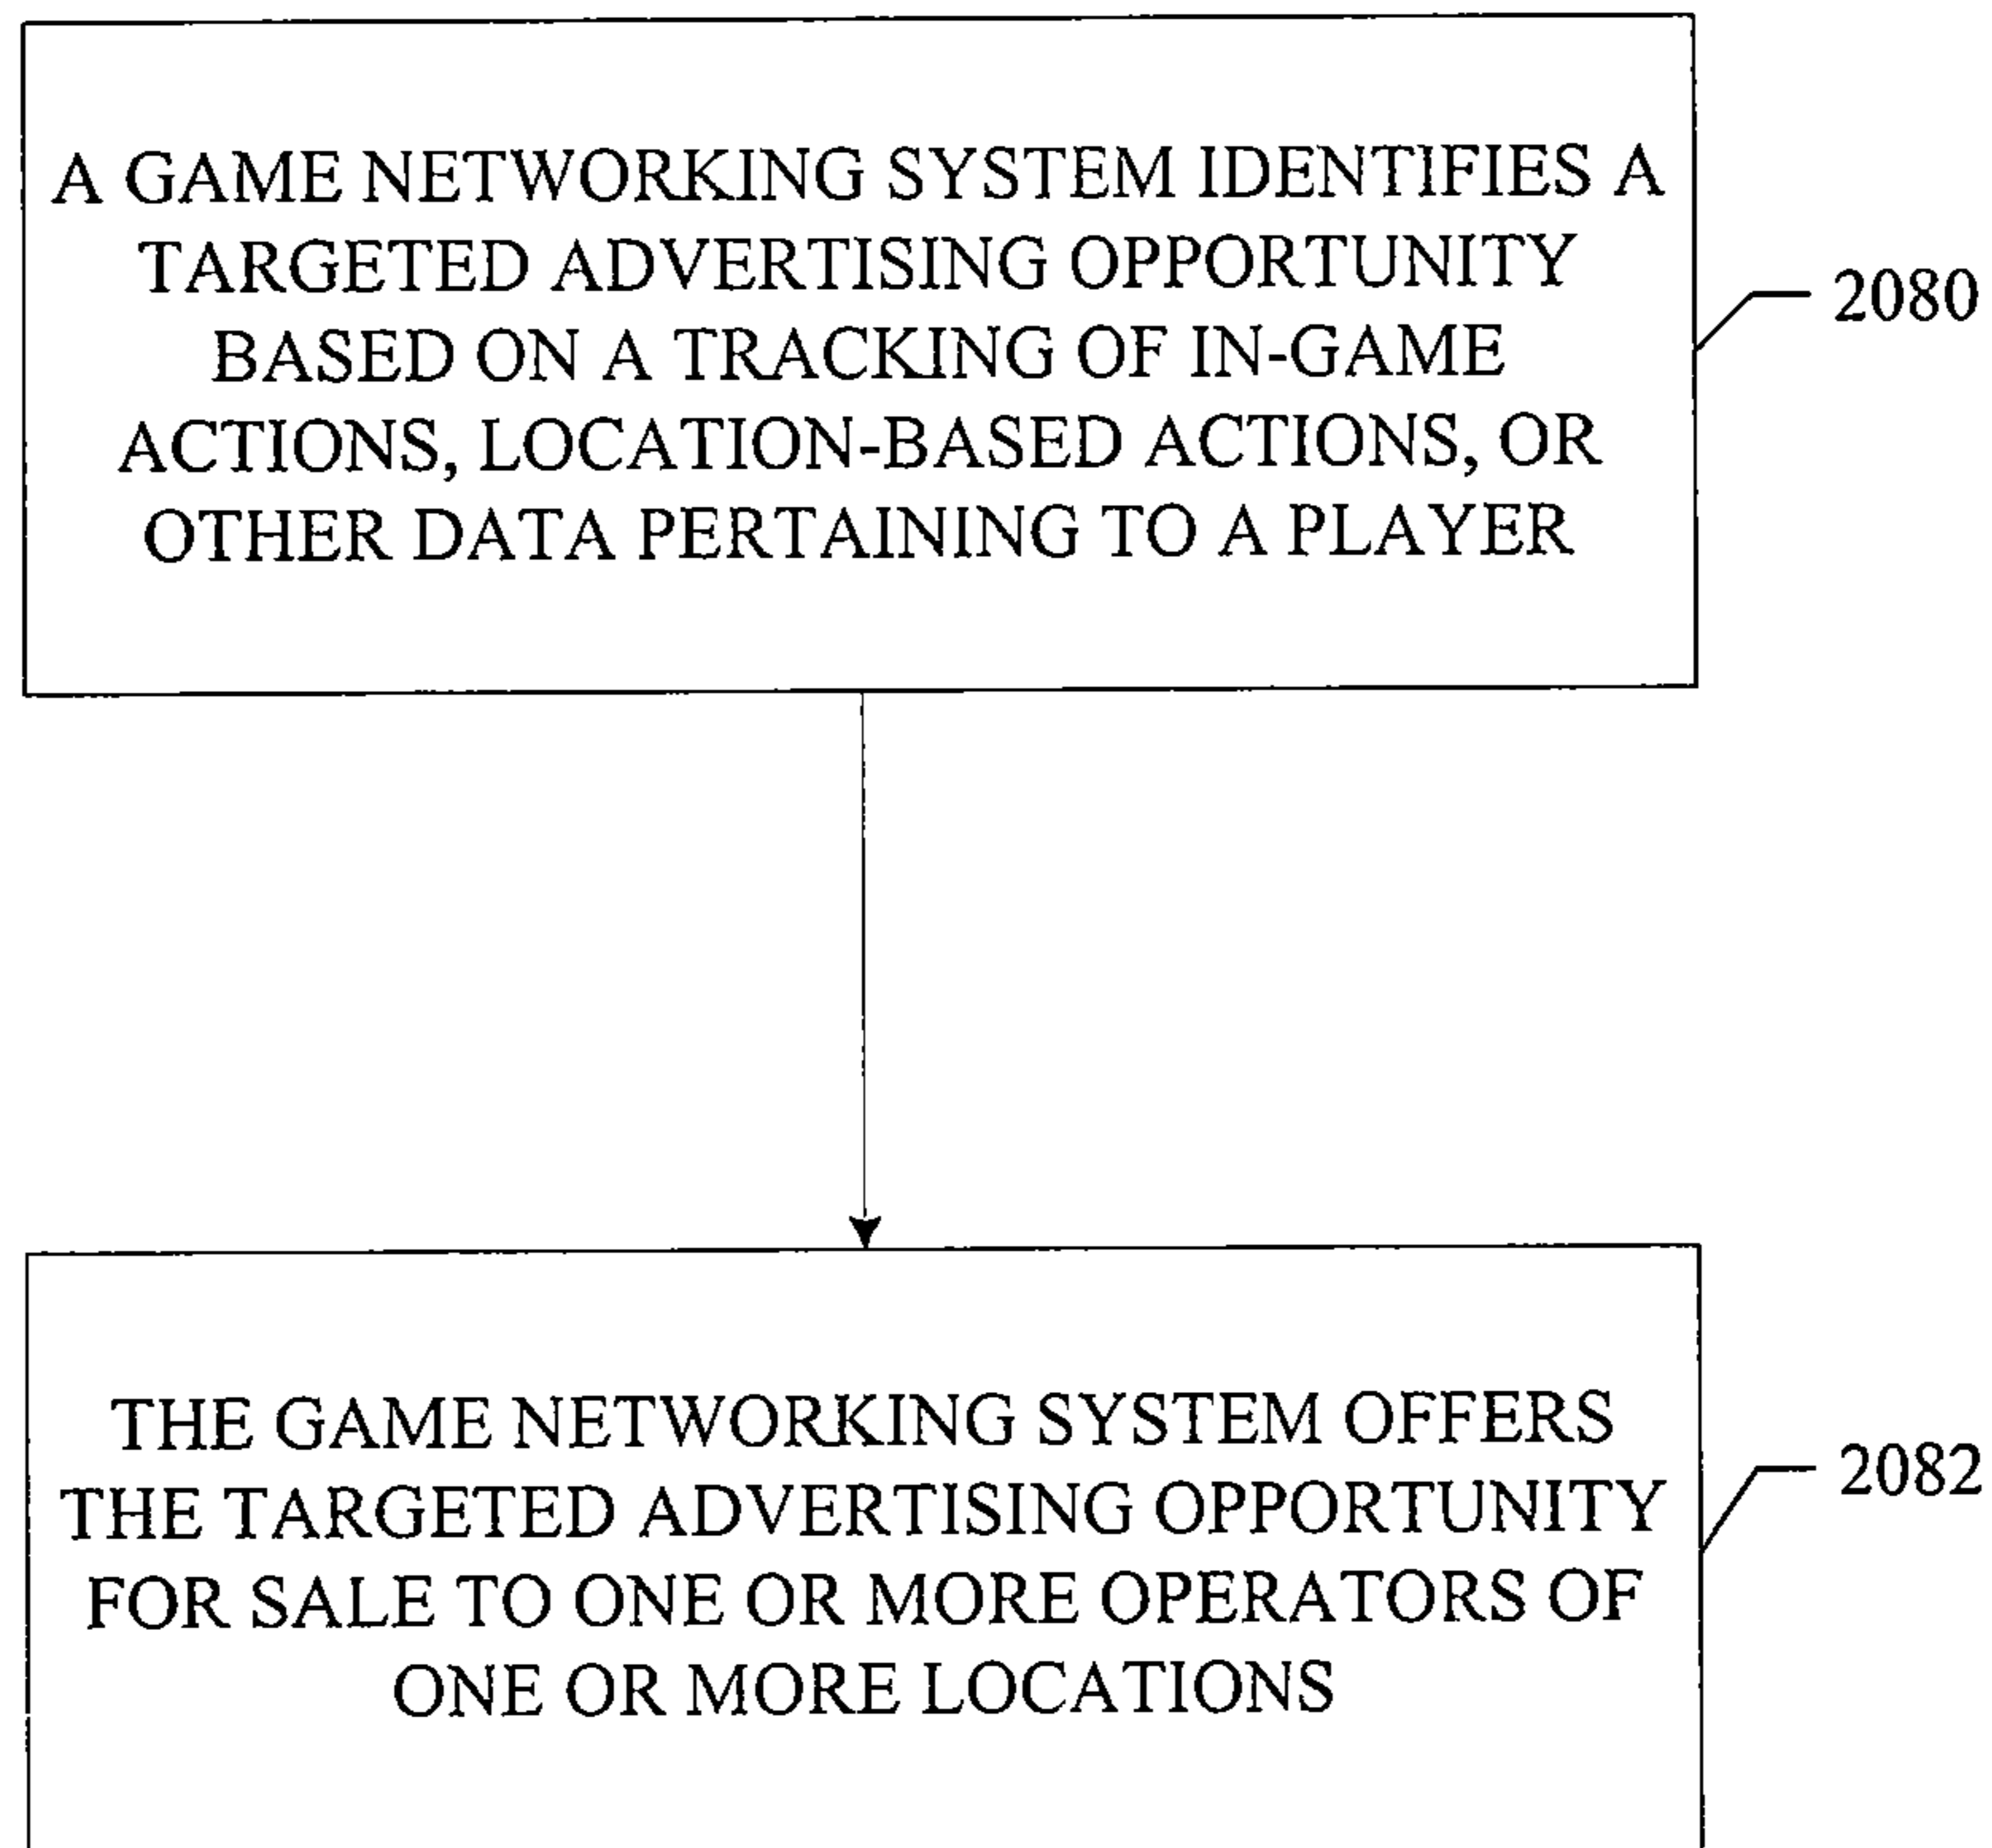 A GAME NETWORKING SYSTEM IDENTIFIES A
TARGETED ADVERTISING OPPORTUNITY
BASED ON A TRACKING OF IN-GAME
ACTIONS, LOCATION-BASED ACTIONS, OR
OTHER DATA PERTAINING TO A PLAYER
2080
THE GAME NETWORKING SYSTEM OFFERS
THE TARGETED ADVERTISING OPPORTUNITY
FOR SALE TO ONE OR MORE OPERATORS OF
ONE OR MORE LOCATIONS
2082